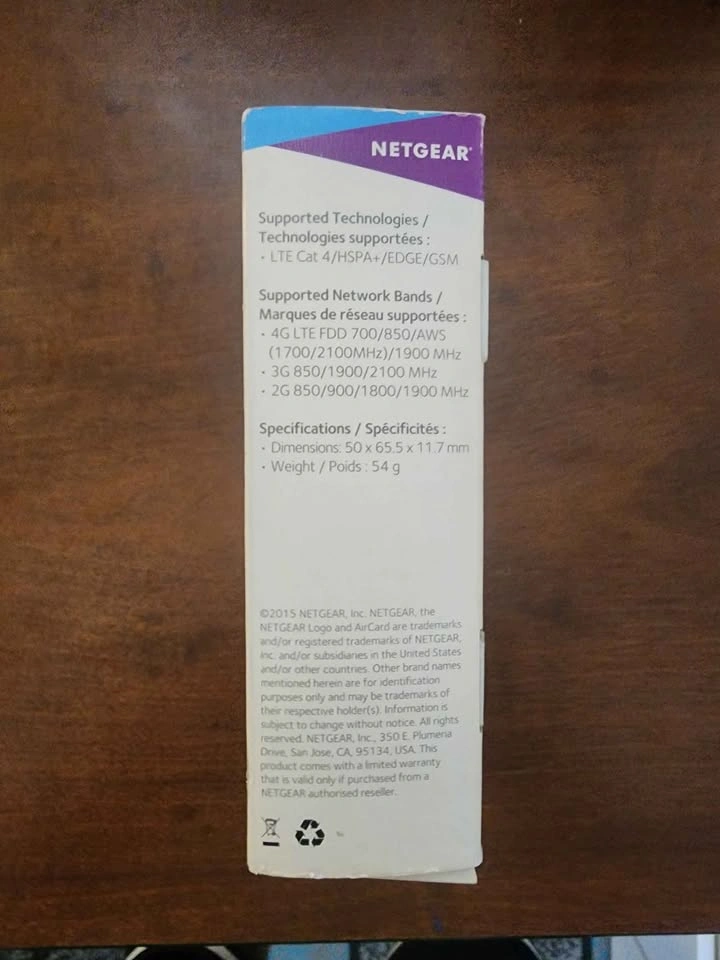 NETGEAR®
Supported Technologies /
Technologies supportées :
• LTE Cat 4/HSPA+/EDGE/GSM
Supported Network Bands /
Marques de réseau supportées :
• 4G LTE FDD 700/850/AWS
(1700/2100MHz)/1900 MHz
• 3G 850/1900/2100 MHz
• 2G 850/900/1800/1900 MHz
Specifications / Spécificités :
• Dimensions: 50 x 65.5 x 11.7 mm
• Weight / Poids : 54 g
©2015 NETGEAR, Inc. NETGEAR, the
NETGEAR Logo and AirCard are trademarks
and/or registered trademarks of NETGEAR,
Inc. and/or subsidiaries in the United States
and/or other countries. Other brand names
mentioned herein are for identification
purposes only and may be trademarks of
their respective holder(s). Information is
subject to change without notice. All rights
reserved. NETGEAR, Inc., 350 E. Plumeria
Drive, San Jose, CA, 95134, USA. This
product comes with a limited warranty
that is valid only if purchased from a
NETGEAR authorised reseller.